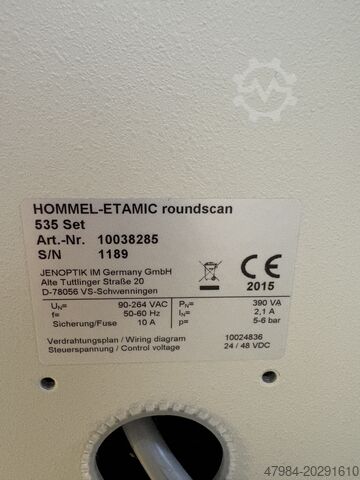 HOMMEL-ETAMIC roundscan
535 Set
Art.-Nr. 10038285
S/N 1189
JENOPTIK IM Germany GmbH
Alte Tuttlinger Straße 20
D-78056 VS-Schwenningen
CE
2015
UN= 90-264 VAC PN= 390 VA
f= 50-60 Hz IN= 2,1 A
Sicherung/Fuse 10 A p= 5-6 bar
Verdrahtungsplan / Wiring diagram 10024836
Steuerspannung / Control voltage 24 / 48 VDC
47984-20291610